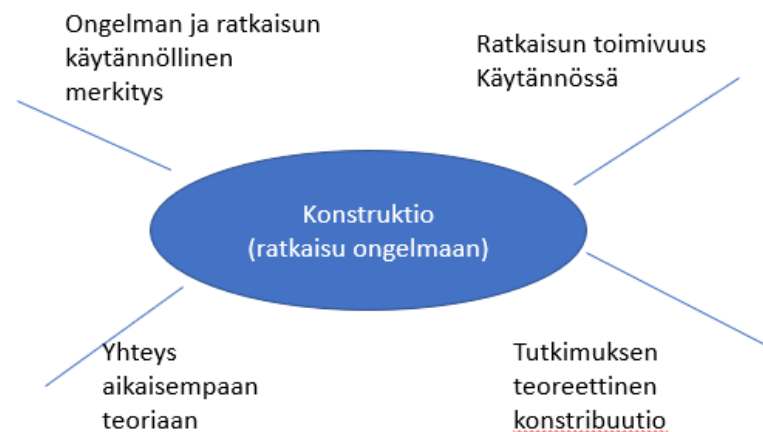 Ongelman ja ratkaisun
käytännöllinen
merkitys
Ratkaisun toimivuus
Käytännössä
Konstruktio
(ratkaisu ongelmaan)
Yhteys
aikaisempaan
teoriaan
Tutkimuksen
teoreettinen
konstribuutio